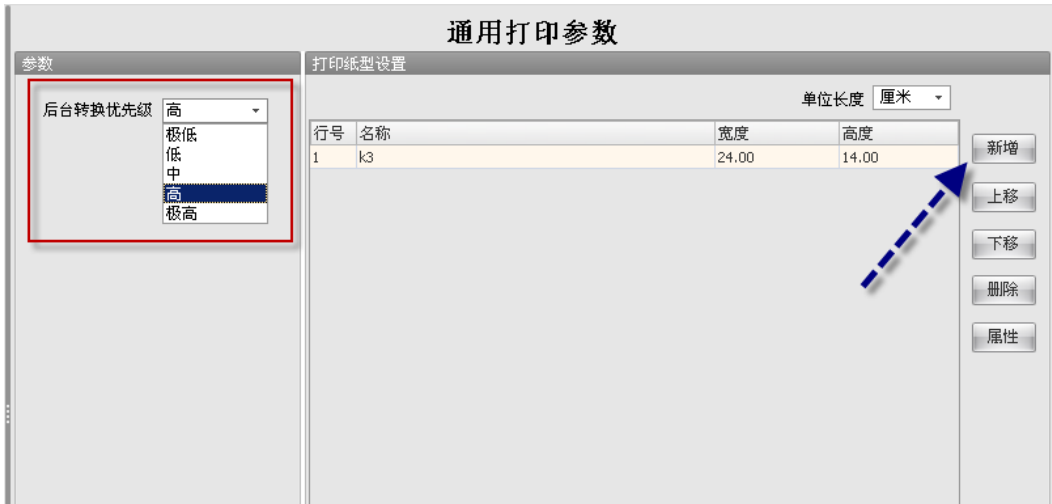 通用打印参数
参数
打印纸型设置
后台转换优先级 高
极低
低
中
高
极高
单位长度 厘米
行号 名称 宽度 高度
1 k3 24.00 14.00
新增
上移
下移
删除
属性